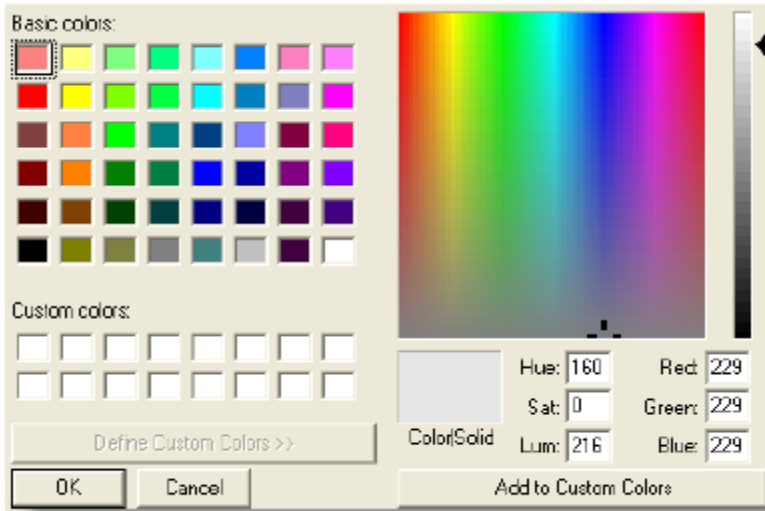 Basic colors:
Custom colors:
Define Custom Colors >>
OK Cancel
Color|Solid
Hue: 160 Red: 229
Sat: 0 Green: 229
Lum: 216 Blue: 229
Add to Custom Colors